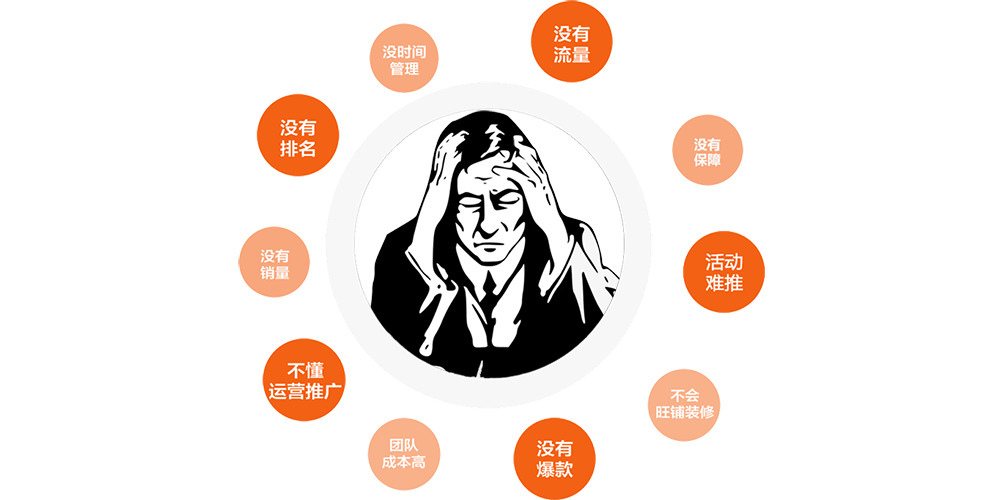 没时间
管理
没有
流量
没有
排名
没有
保障
没有
销量
活动
难推
不懂
运营推广
不会
旺铺装修
团队
成本高
没有
爆款